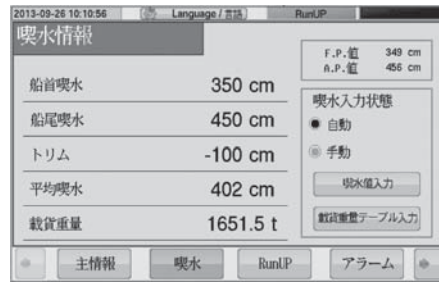 2013-09-26 10:10:56 Language / 言語 RunUP
喫水情報
F.P.値 349 cm
A.P.値 456 cm
船首喫水 350 cm
船尾喫水 450 cm
トリム -100 cm
平均喫水 402 cm
載貨重量 1651.5 t
喫水入力状態
自動
手動
喫水値入力
載貨重量テーブル入力
主情報 喫水 RunUP アラーム